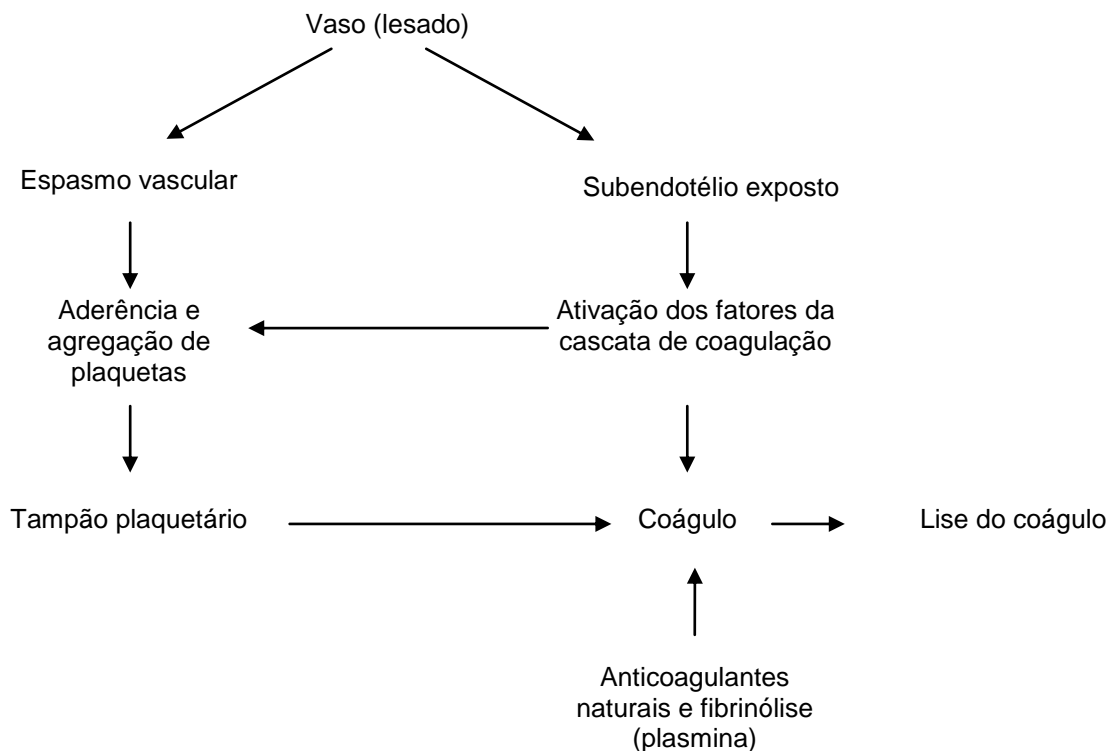 Vaso (lesado)
Espasmo vascular
Subendotélio exposto
Aderência e
agregação de
plaquetas
Ativação dos fatores da
cascata de coagulação
Tampão plaquetário
Coágulo
Lise do coágulo
Anticoagulantes
naturais e fibrinólise
(plasmina)